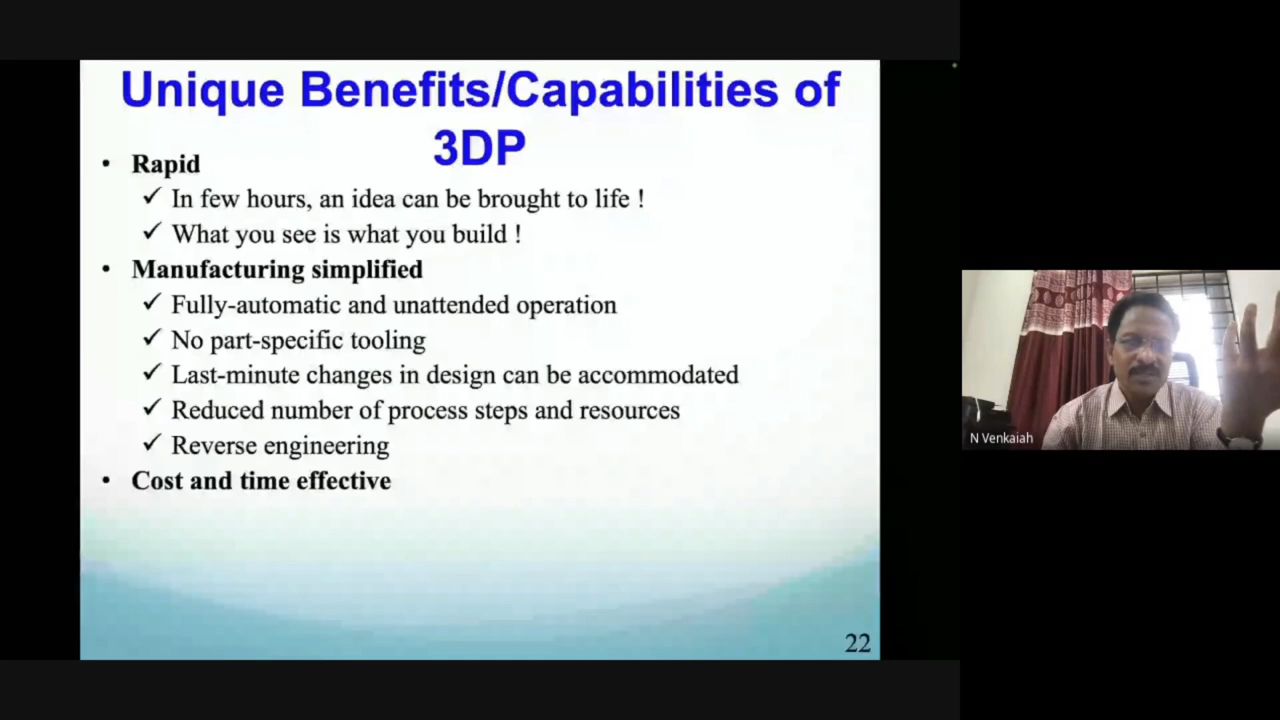 Unique Benefits/Capabilities of
3DP
• Rapid
✓ In few hours, an idea can be brought to life !
✓ What you see is what you build !
• Manufacturing simplified
✓ Fully-automatic and unattended operation
✓ No part-specific tooling
✓ Last-minute changes in design can be accommodated
✓ Reduced number of process steps and resources
✓ Reverse engineering
• Cost and time effective
22
N Venkaiah